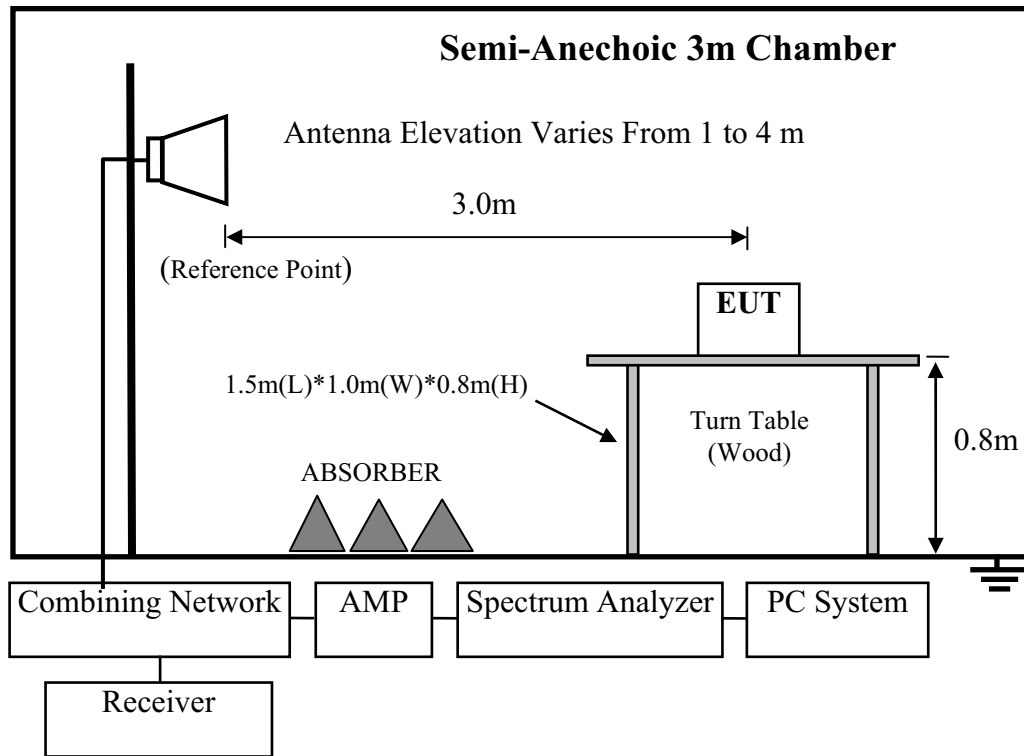 Semi-Anechoic 3m Chamber
Antenna Elevation Varies From 1 to 4 m
3.0m
(Reference Point)
EUT
1.5m(L)*1.0m(W)*0.8m(H)
Turn Table
(Wood)
0.8m
ABSORBER
Combining Network
AMP
Spectrum Analyzer
PC System
Receiver